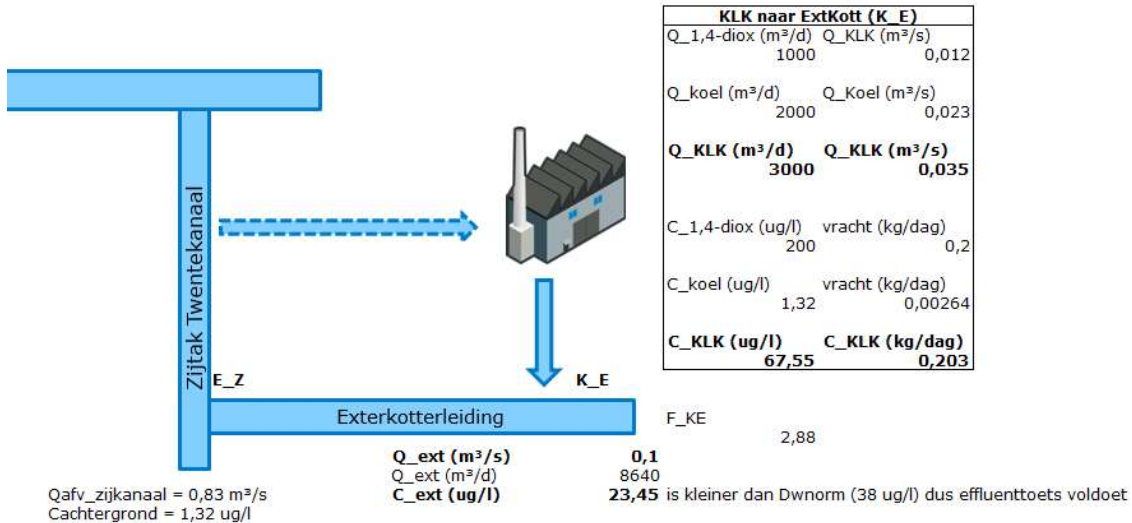 KLK naar ExtKott (K_E)
Q_1,4-diox (m³/d) Q_KLK (m³/s)
1000 0,012
Q_koel (m³/d) Q_Koel (m³/s)
2000 0,023
Q_KLK (m³/d) Q_KLK (m³/s)
3000 0,035
C_1,4-diox (ug/l) vracht (kg/dag)
200 0,2
C_koel (ug/l) vracht (kg/dag)
1,32 0,00264
C_KLK (ug/l) C_KLK (kg/dag)
67,55 0,203
Zijtak Twentekanaal
E_Z K_E
Exterkotterleiding
F_KE
2,88
Q_ext (m³/s) 0,1
Q_ext (m³/d) 8640
C_ext (ug/l) 23,45 is kleiner dan Dwnorm (38 ug/l) dus effluenttoets voldoet
Qafv_zijkanaal = 0,83 m³/s
Cachtergrond = 1,32 ug/l